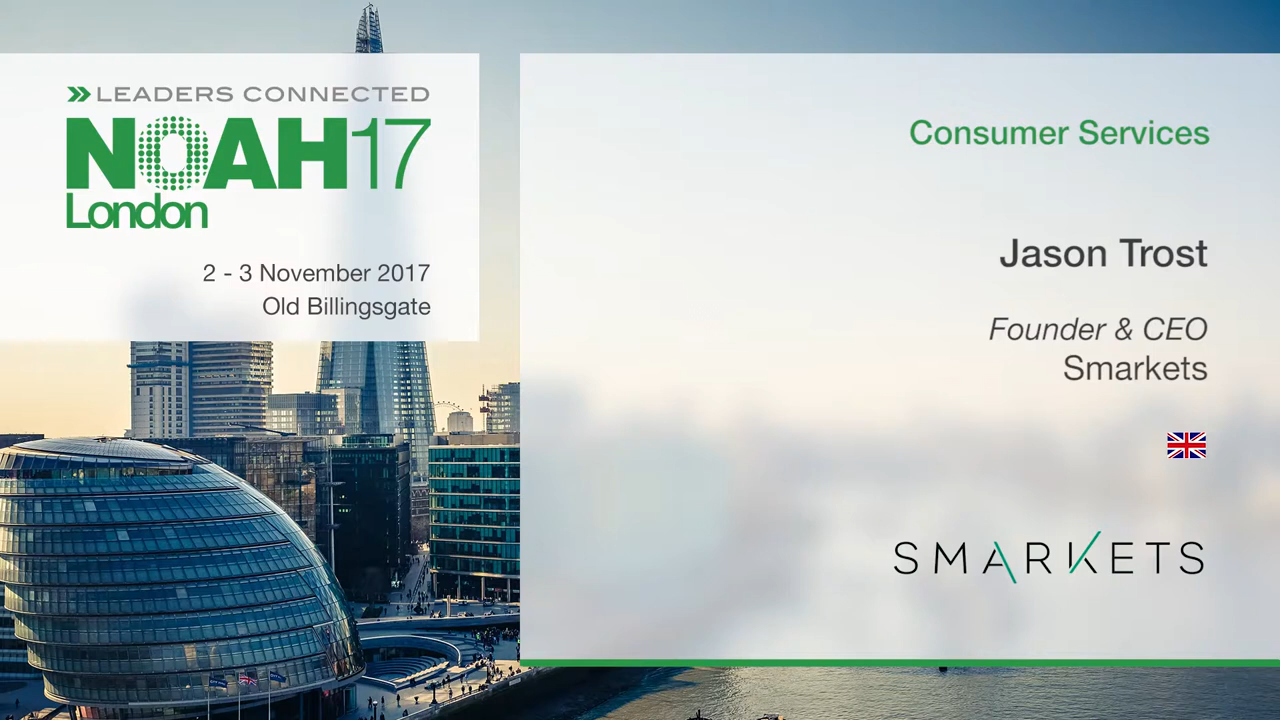 LEADERS CONNECTED
NOAH17
London
2 - 3 November 2017
Old Billingsgate
Consumer Services
Jason Trost
Founder & CEO
Smarkets
SMARKETS